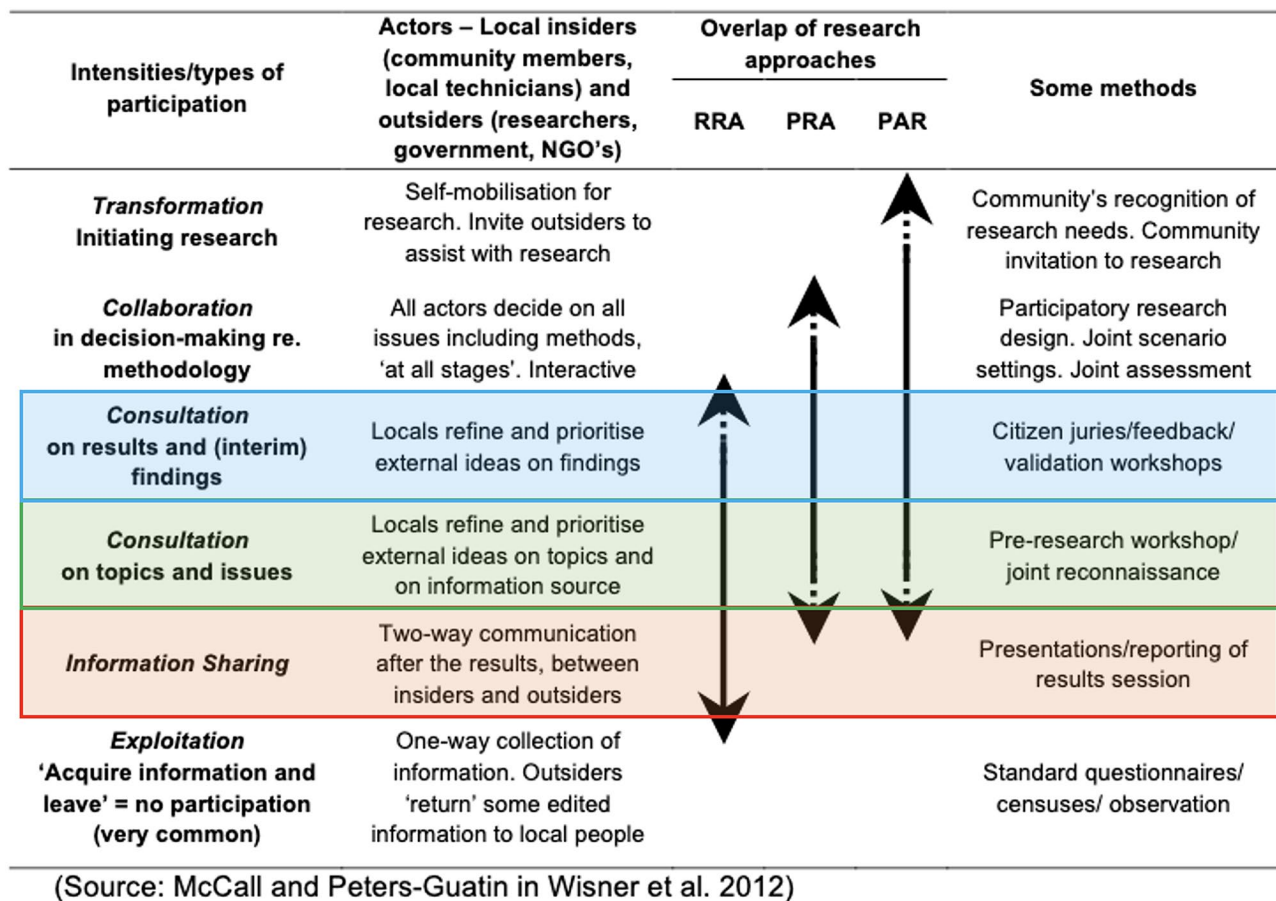 Intensities/types of
participation
Actors – Local insiders
(community members,
local technicians) and
outsiders (researchers,
government, NGO's)
Overlap of research
approaches
RRA PRA PAR
Some methods
Transformation
Initiating research
Self-mobilisation for
research. Invite outsiders to
assist with research
Community's recognition of
research needs. Community
invitation to research
Collaboration
in decision-making re.
methodology
All actors decide on all
issues including methods,
'at all stages'. Interactive
Participatory research
design. Joint scenario
settings. Joint assessment
Consultation
on results and (interim)
findings
Locals refine and prioritise
external ideas on findings
Citizen juries/feedback/
validation workshops
Consultation
on topics and issues
Locals refine and prioritise
external ideas on topics and
on information source
Pre-research workshop/
joint reconnaissance
Information Sharing
Two-way communication
after the results, between
insiders and outsiders
Presentations/reporting of
results session
Exploitation
'Acquire information and
leave' = no participation
(very common)
One-way collection of
information. Outsiders
'return' some edited
information to local people
Standard questionnaires/
censuses/ observation
(Source: McCall and Peters-Guatin in Wisner et al. 2012)